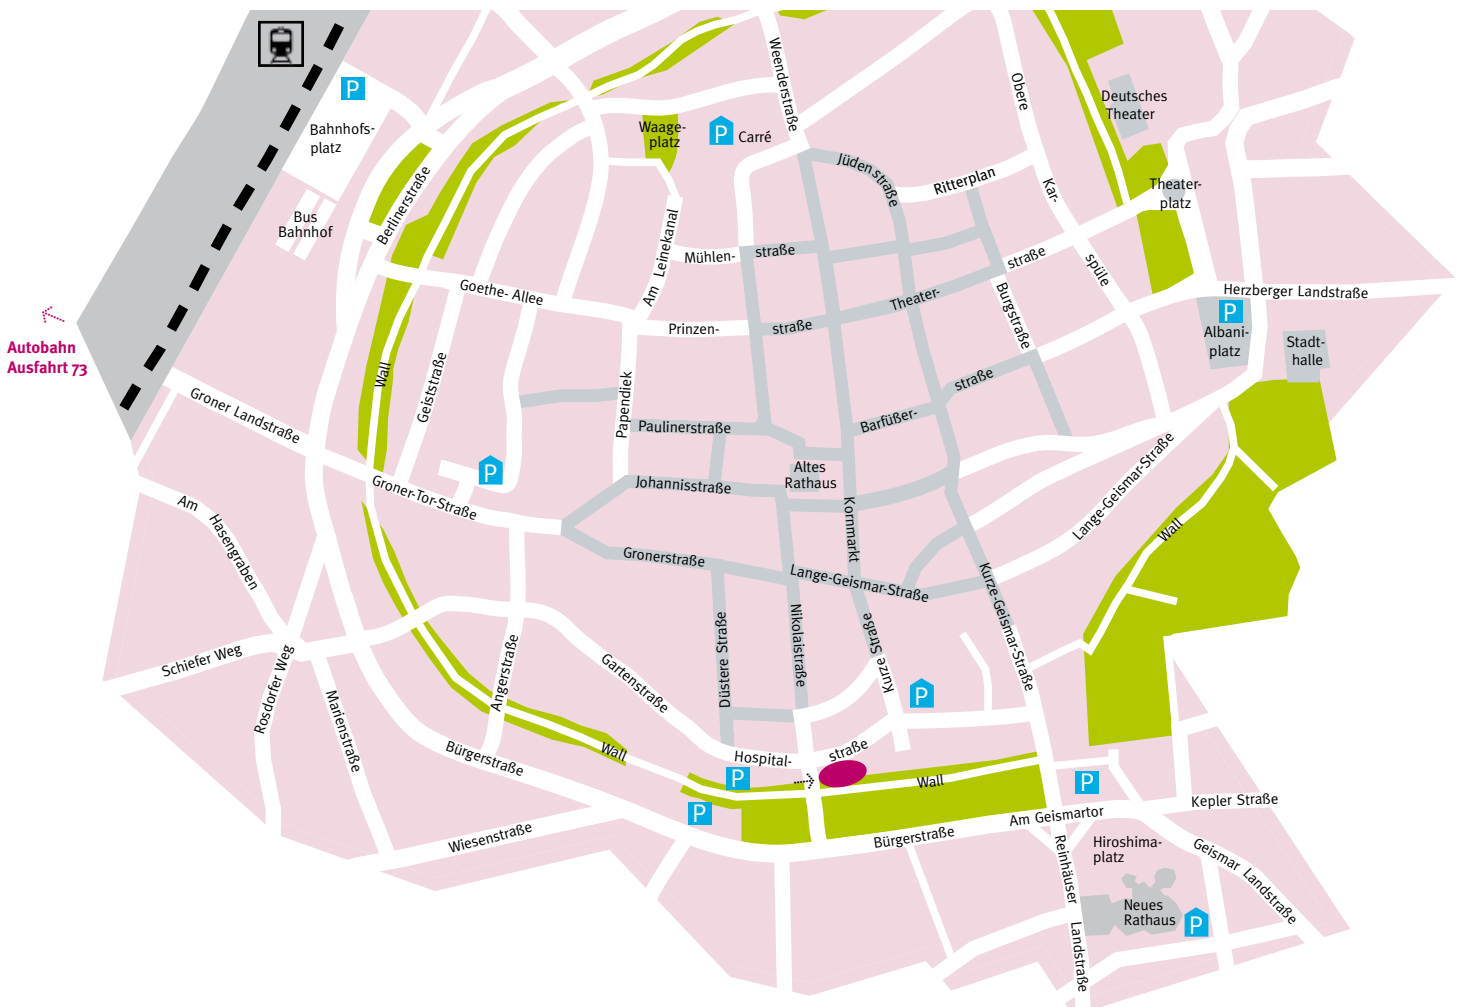 P
Bahnhofs-
platz
Bus
Bahnhof
Berlinerstraße
Autobahn
Ausfahrt 73
Waage-
platz
P
Carré
Weenderstraße
Jüdenstraße
Ritterplan
Obere
Kar-
spüle
Deutsches
Theater
Theater-
platz
Am Leinekanal
Mühlen-
straße
Goethe- Allee
Prinzen-
straße
Theater-
straße
Burgstraße
Herzberger Landstraße
P
Albani-
platz
Stadt-
halle
Wall
Geiststraße
Papendiek
Groner Landstraße
Paulinerstraße
Barfüßer-
straße
P
Groner-Tor-Straße
Johannisstraße
Altes
Rathaus
Kornmarkt
Lange-Geismar-Straße
Wall
Am
Hasengraben
Gronerstraße
Lange-Geismar-Straße
Kurze-Geismar-Straße
Schiefer Weg
Rosdorfer Weg
Marienstraße
Angerstraße
Gartenstraße
Düstere Straße
Nikolaistraße
Kurze Straße
P
Bürgerstraße
Wall
Hospital-
straße
P
P
Wall
P
Wiesenstraße
Bürgerstraße
Am Geismartor
Kepler Straße
Reinhäuser
Landstraße
Hiroshima-
platz
Geismar Landstraße
Neues
Rathaus
P